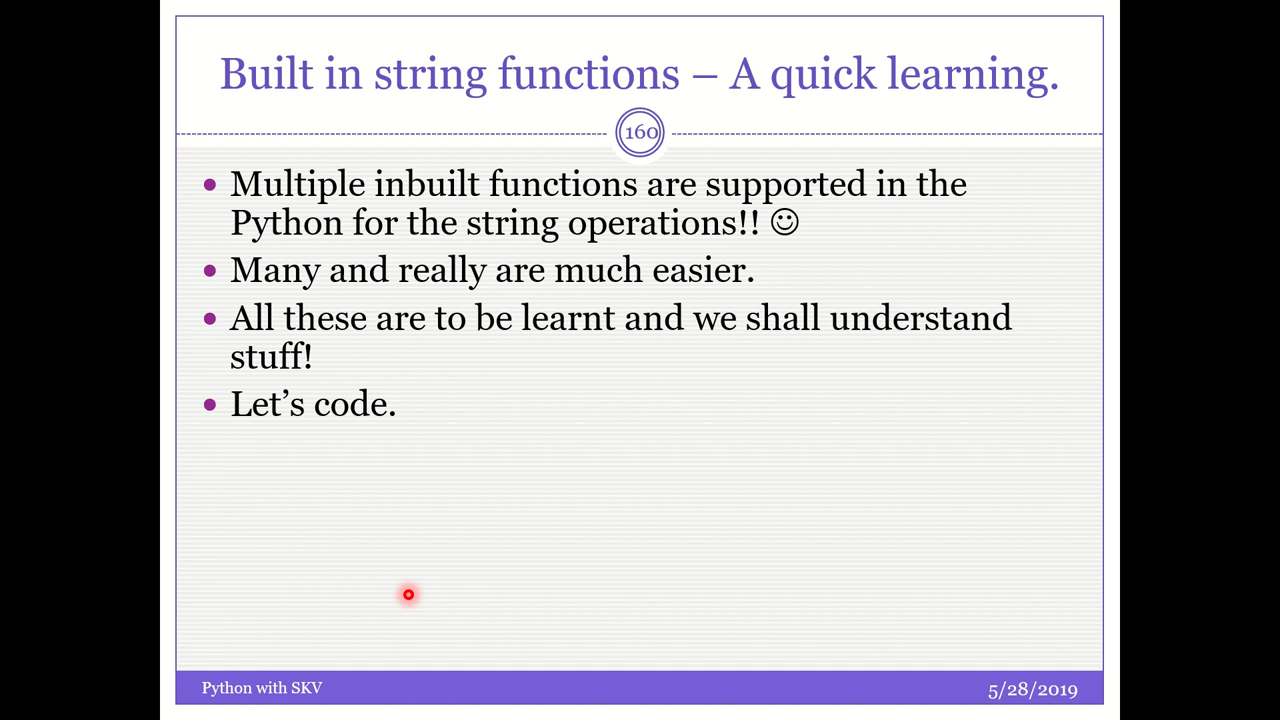 Built in string functions – A quick learning.
160
• Multiple inbuilt functions are supported in the
Python for the string operations!! ☺
• Many and really are much easier.
• All these are to be learnt and we shall understand
stuff!
• Let’s code.
Python with SKV
5/28/2019